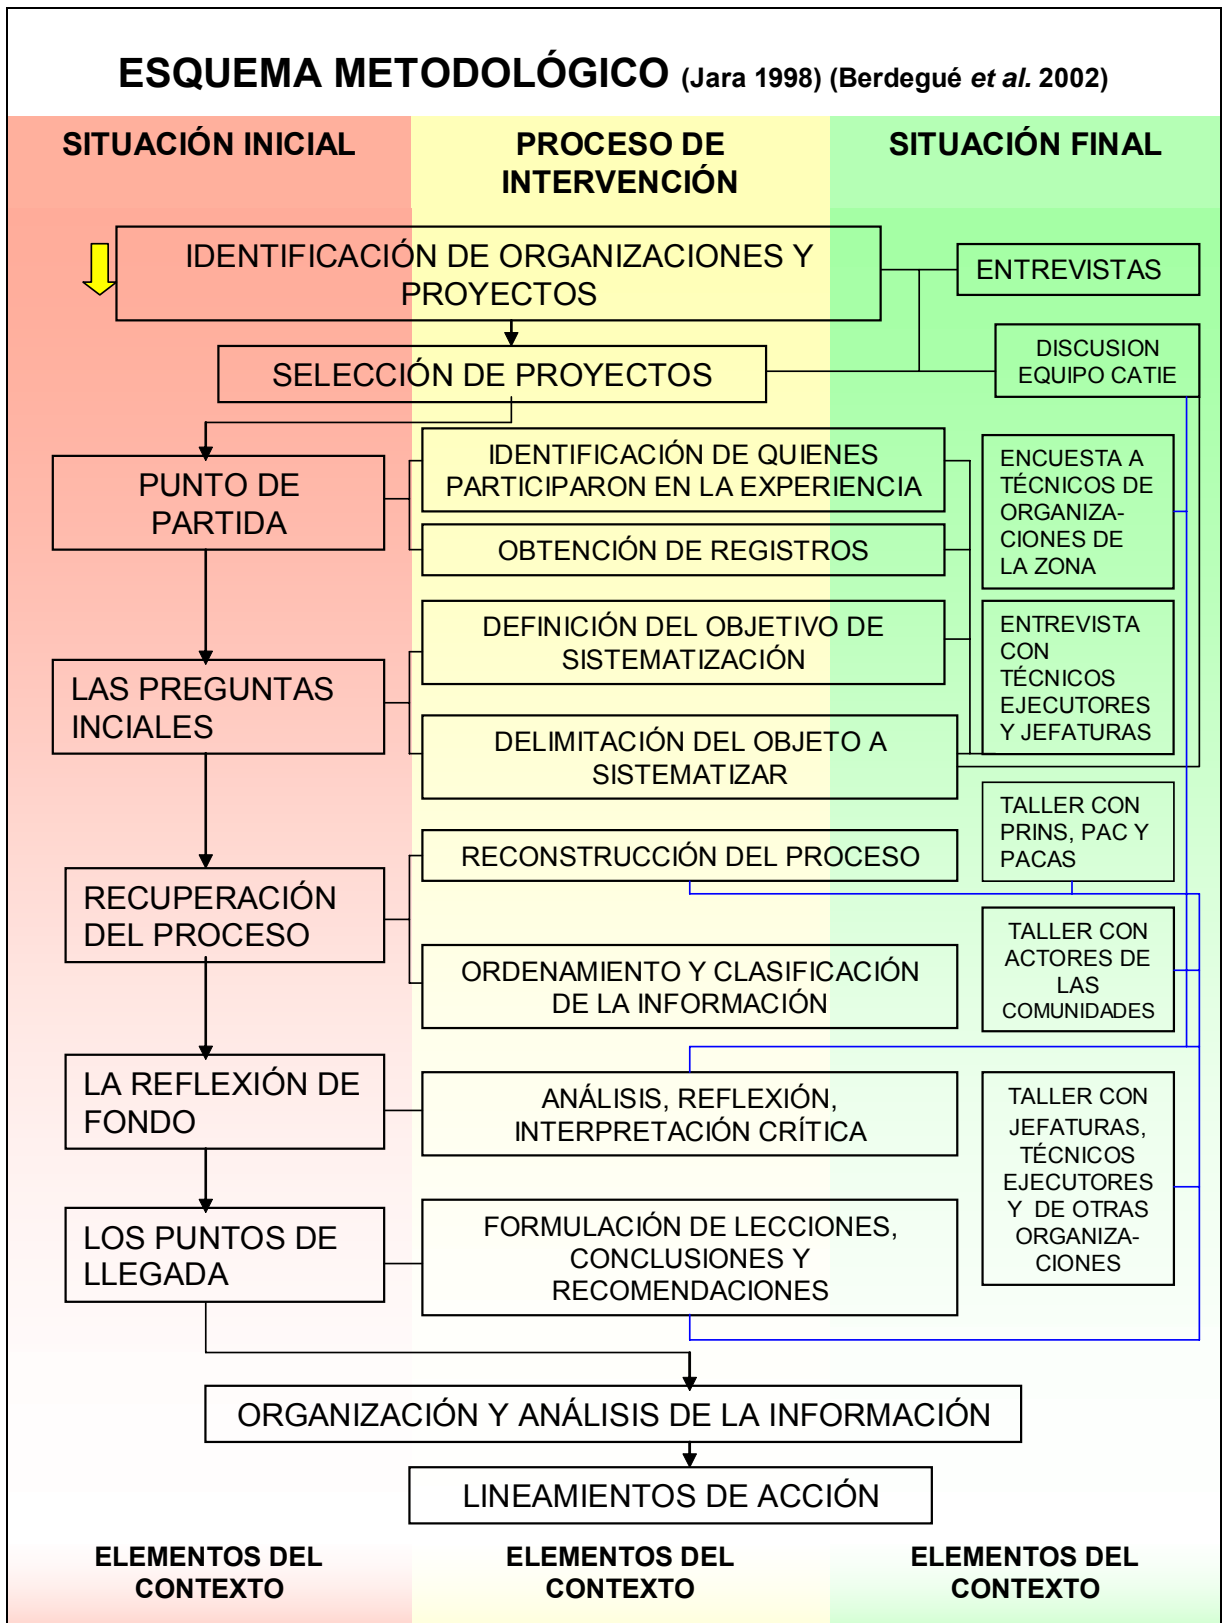 ESQUEMA METODOLÓGICO (Jara 1998) (Berdegué et al. 2002)
SITUACIÓN INICIAL
PROCESO DE
INTERVENCIÓN
SITUACIÓN FINAL
IDENTIFICACIÓN DE ORGANIZACIONES Y
PROYECTOS
ENTREVISTAS
SELECCIÓN DE PROYECTOS
DISCUSION
EQUIPO CATIE
PUNTO DE
PARTIDA
IDENTIFICACIÓN DE QUIENES
PARTICIPARON EN LA EXPERIENCIA
OBTENCIÓN DE REGISTROS
ENCUESTA A
TÉCNICOS DE
ORGANIZA-
CIONES DE
LA ZONA
LAS PREGUNTAS
INCIALES
DEFINICIÓN DEL OBJETIVO DE
SISTEMATIZACIÓN
DELIMITACIÓN DEL OBJETO A
SISTEMATIZAR
ENTREVISTA
CON
TÉCNICOS
EJECUTORES
Y JEFATURAS
TALLER CON
PRINS, PAC Y
PACAS
RECUPERACIÓN
DEL PROCESO
RECONSTRUCCIÓN DEL PROCESO
ORDENAMIENTO Y CLASIFICACIÓN
DE LA INFORMACIÓN
TALLER CON
ACTORES DE
LAS
COMUNIDADES
LA REFLEXIÓN DE
FONDO
ANÁLISIS, REFLEXIÓN,
INTERPRETACIÓN CRÍTICA
TALLER CON
JEFATURAS,
TÉCNICOS
EJECUTORES
Y DE OTRAS
ORGANIZA-
CIONES
LOS PUNTOS DE
LLEGADA
FORMULACIÓN DE LECCIONES,
CONCLUSIONES Y
RECOMENDACIONES
ORGANIZACIÓN Y ANÁLISIS DE LA INFORMACIÓN
LINEAMIENTOS DE ACCIÓN
ELEMENTOS DEL
CONTEXTO
ELEMENTOS DEL
CONTEXTO
ELEMENTOS DEL
CONTEXTO